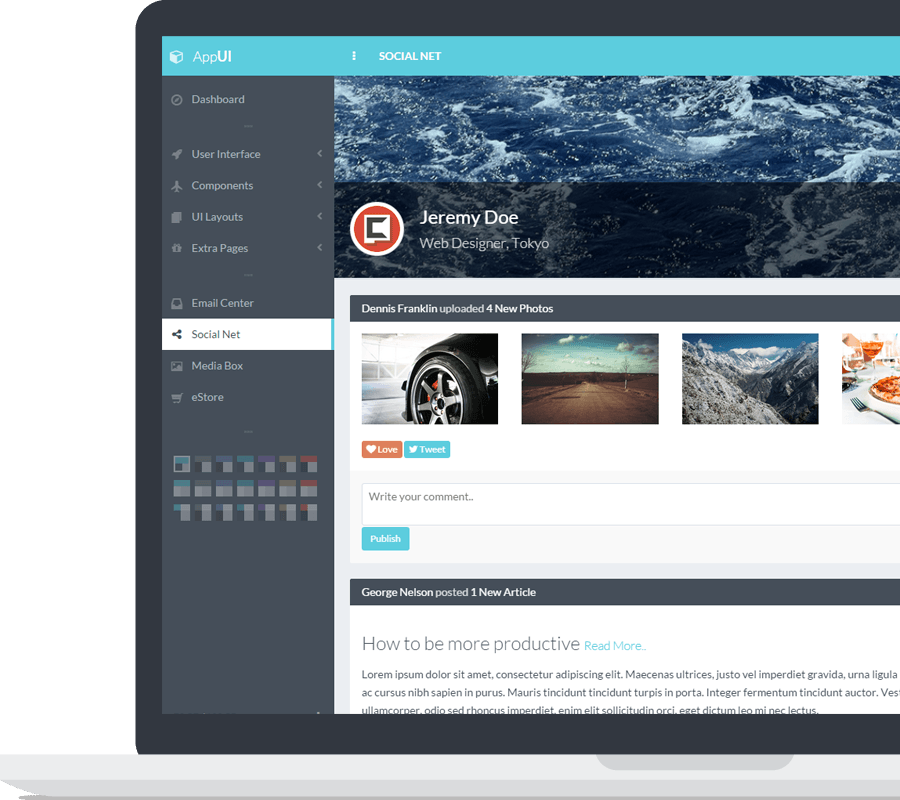 AppUI
SOCIAL NET
Dashboard
User Interface
Components
UI Layouts
Extra Pages
Email Center
Social Net
Media Box
eStore
Jeremy Doe
Web Designer, Tokyo
Dennis Franklin uploaded 4 New Photos
Love Tweet
Write your comment..
Publish
George Nelson posted 1 New Article
How to be more productive Read More..
Lorem ipsum dolor sit amet, consectetur adipiscing elit. Maecenas ultrices, justo vel imperdiet gravida, urna ligula
ac cursus nibh sapien in purus. Mauris tincidunt tincidunt turpis in porta. Integer fermentum tincidunt auctor. Vest
ullamcorper, odio sed rhoncus imperdiet, enim elit sollicitudin orci, eget dictum leo mi nec lectus.